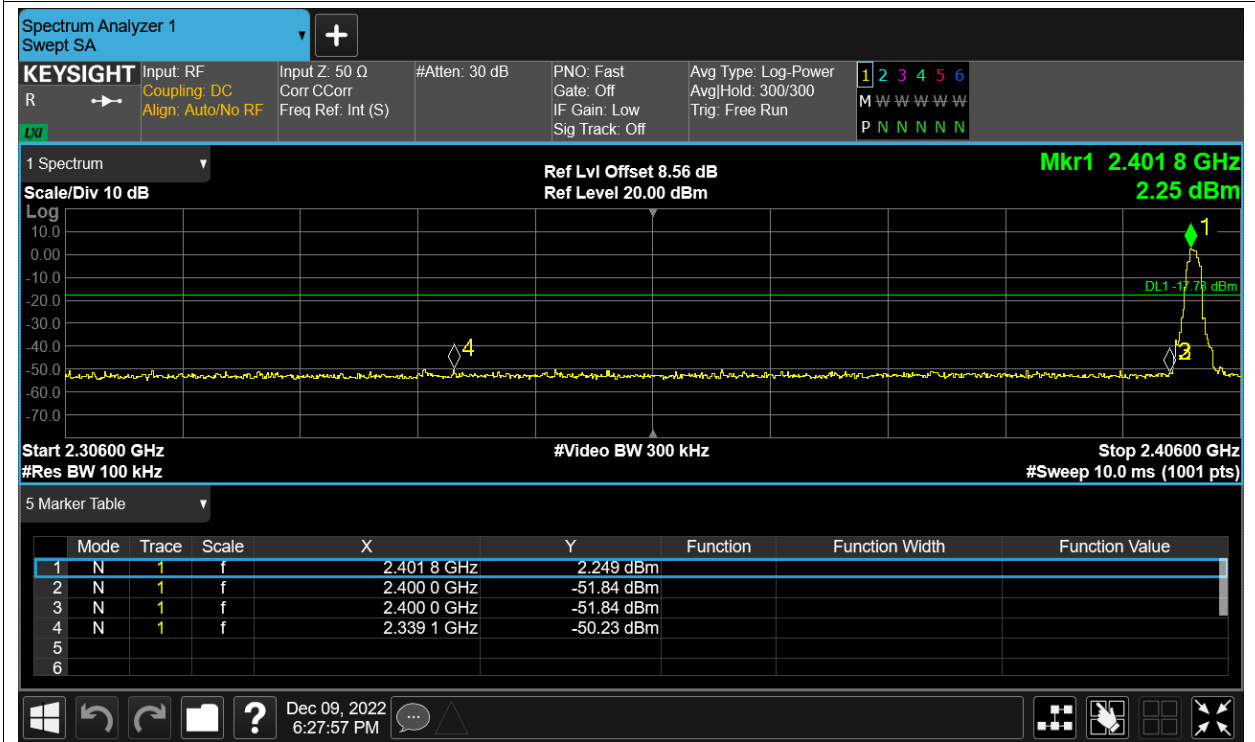 Spectrum Analyzer 1
Swept SA
+
KEYSIGHT
R
LXI
Input: RF
Coupling: DC
Align: Auto/No RF
Input Z: 50 Ω
Corr CCorr
Freq Ref: Int (S)
#Atten: 30 dB
PNO: Fast
Gate: Off
IF Gain: Low
Sig Track: Off
Avg Type: Log-Power
Avg|Hold: 300/300
Trig: Free Run
1 2 3 4 5 6
M W W W W W
P N N N N N
1 Spectrum
Scale/Div 10 dB
Ref Lvl Offset 8.56 dB
Ref Level 20.00 dBm
Mkr1 2.401 8 GHz
2.25 dBm
Log
10.0
0.00
-10.0
-20.0
-30.0
-40.0
-50.0
-60.0
-70.0
1
DL1 -17.78 dBm
4
Start 2.30600 GHz
#Res BW 100 kHz
#Video BW 300 kHz
Stop 2.40600 GHz
#Sweep 10.0 ms (1001 pts)
5 Marker Table
Mode Trace Scale X Y Function Function Width Function Value
1 N 1 f 2.401 8 GHz 2.249 dBm
2 N 1 f 2.400 0 GHz -51.84 dBm
3 N 1 f 2.400 0 GHz -51.84 dBm
4 N 1 f 2.339 1 GHz -50.23 dBm
5
6
?
Dec 09, 2022
6:27:57 PM